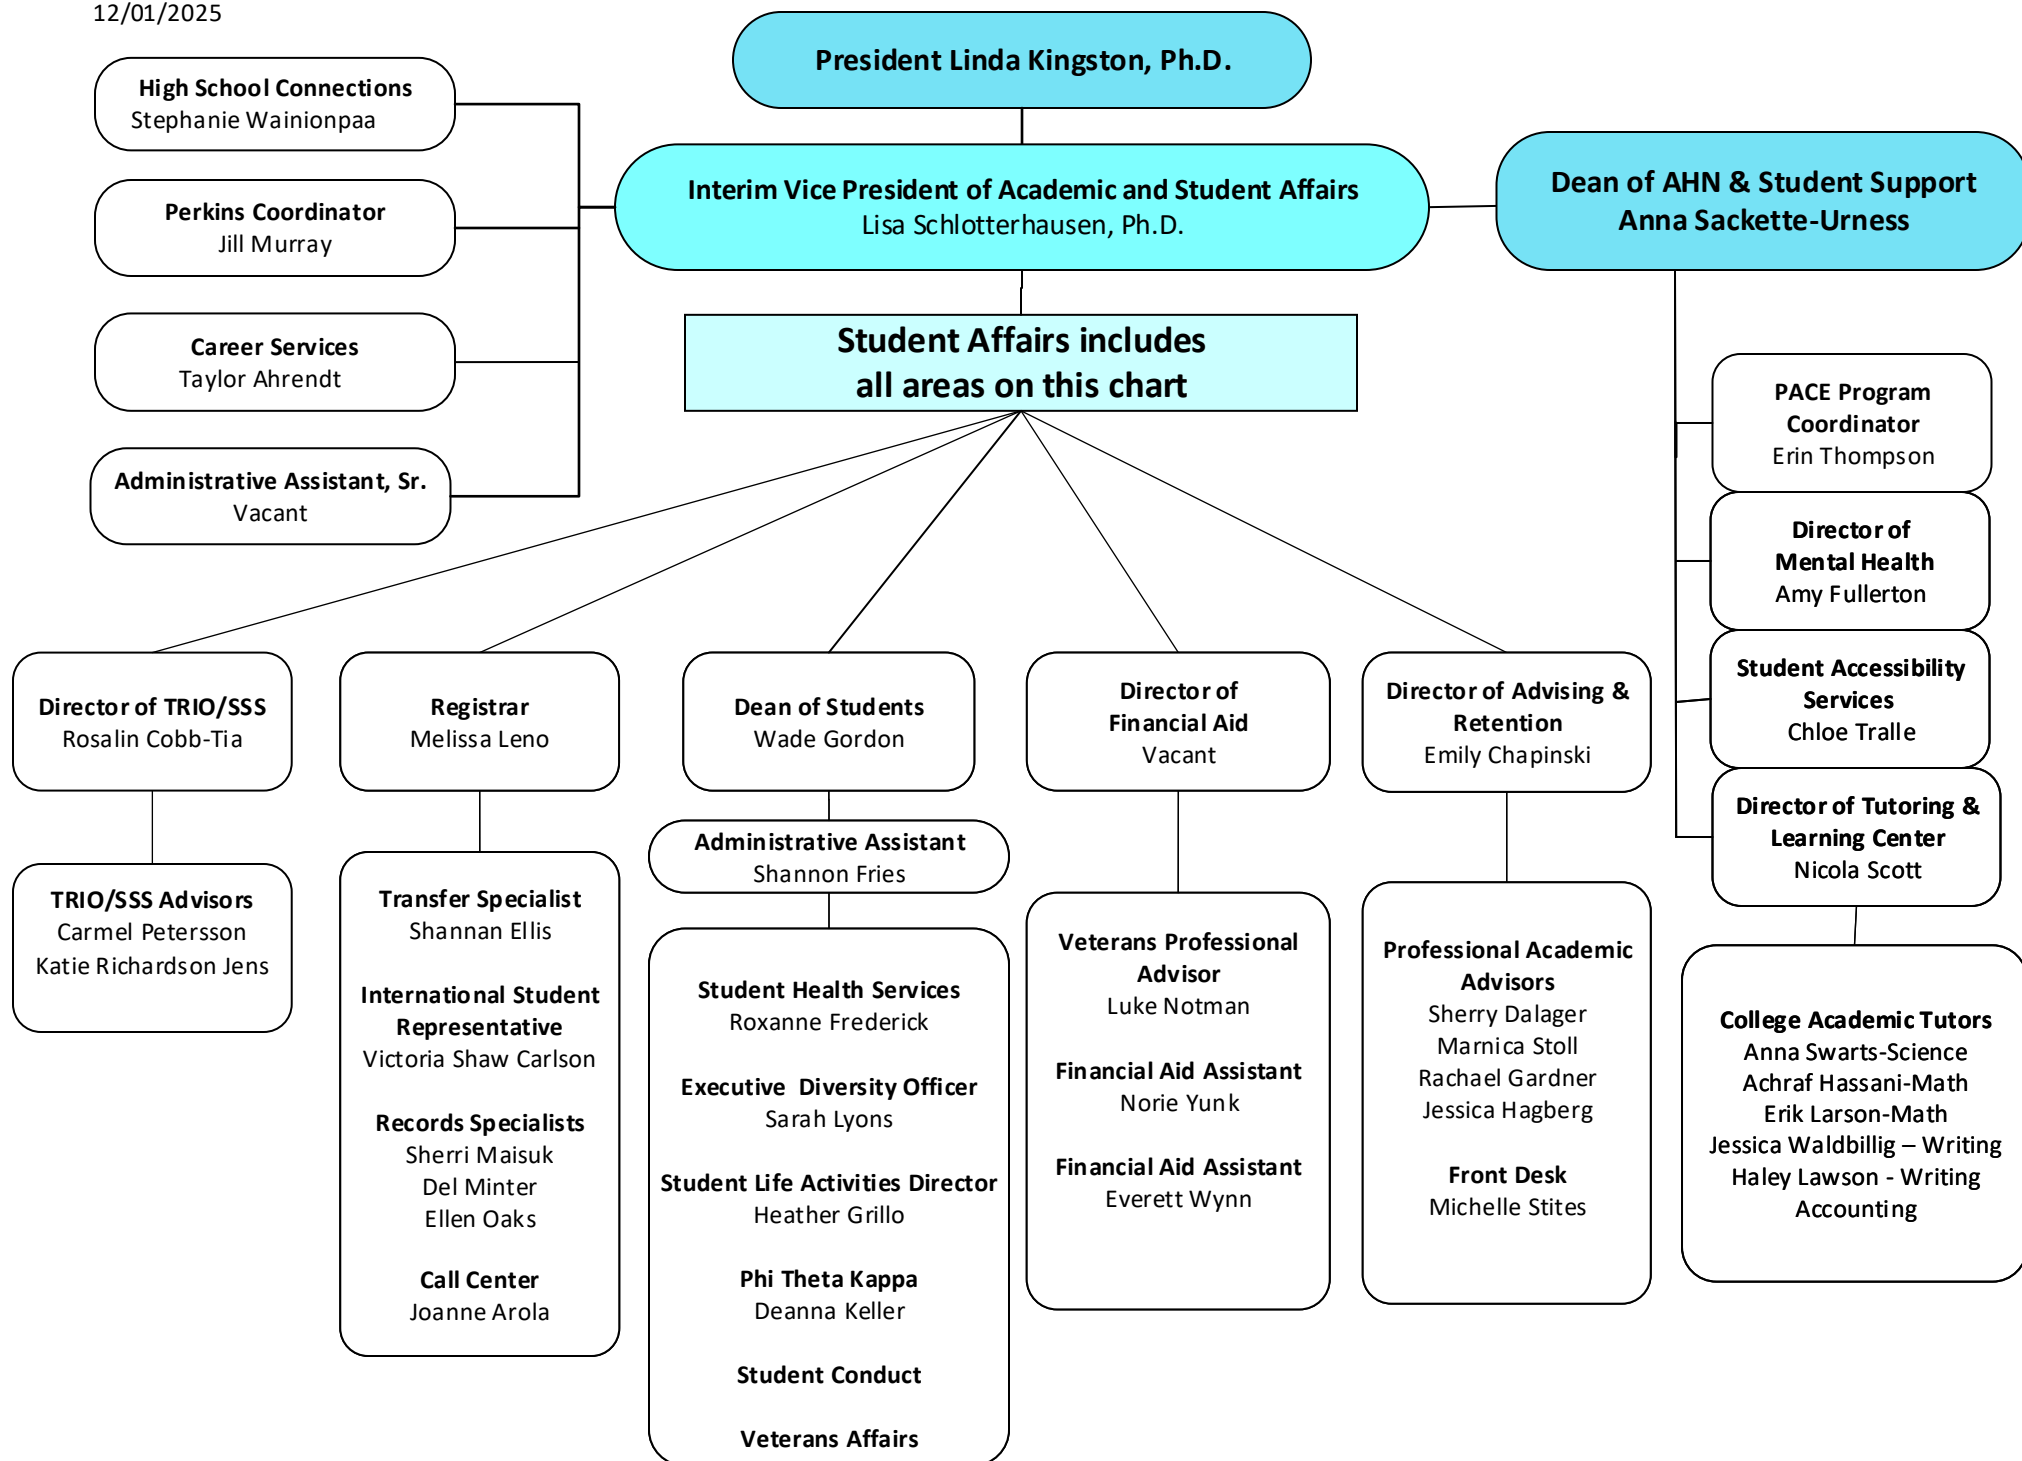 12/01/2025
President Linda Kingston, Ph.D.
High School Connections
Stephanie Wainionpaa
Interim Vice President of Academic and Student Affairs
Lisa Schlotterhausen, Ph.D.
Dean of AHN & Student Support
Anna Sackette-Urness
Perkins Coordinator
Jill Murray
Career Services
Taylor Ahrendt
Administrative Assistant, Sr.
Vacant
Student Affairs includes
all areas on this chart
PACE Program
Coordinator
Erin Thompson
Director of
Mental Health
Amy Fullerton
Student Accessibility
Services
Chloe Tralle
Director of Tutoring &
Learning Center
Nicola Scott
College Academic Tutors
Anna Swarts-Science
Achraf Hassani-Math
Erik Larson-Math
Jessica Waldbillig – Writing
Haley Lawson - Writing
Accounting
Director of TRIO/SSS
Rosalin Cobb-Tia
TRIO/SSS Advisors
Carmel Petersson
Katie Richardson Jens
Registrar
Melissa Leno
Transfer Specialist
Shannan Ellis
International Student
Representative
Victoria Shaw Carlson
Records Specialists
Sherri Maisuk
Del Minter
Ellen Oaks
Call Center
Joanne Arola
Dean of Students
Wade Gordon
Administrative Assistant
Shannon Fries
Student Health Services
Roxanne Frederick
Executive  Diversity Officer
Sarah Lyons
Student Life Activities Director
Heather Grillo
Phi Theta Kappa
Deanna Keller
Student Conduct
Veterans Affairs
Director of
Financial Aid
Vacant
Veterans Professional
Advisor
Luke Notman
Financial Aid Assistant
Norie Yunk
Financial Aid Assistant
Everett Wynn
Director of Advising &
Retention
Emily Chapinski
Professional Academic
Advisors
Sherry Dalager
Marnica Stoll
Rachael Gardner
Jessica Hagberg
Front Desk
Michelle Stites